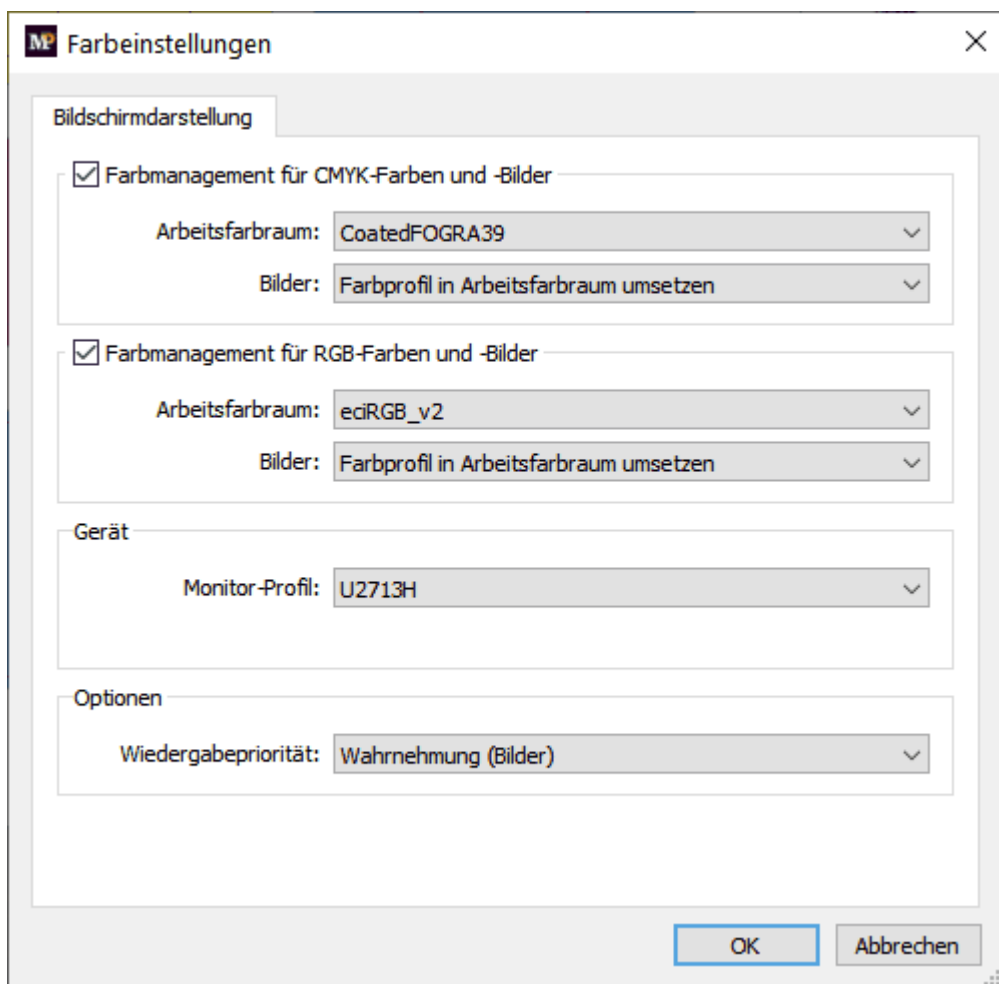 MP Farbeinstellungen
Bildschirmdarstellung
Farbmanagement für CMYK-Farben und -Bilder
Arbeitsfarbraum: CoatedFOGRA39
Bilder: Farbprofil in Arbeitsfarbraum umsetzen
Farbmanagement für RGB-Farben und -Bilder
Arbeitsfarbraum: eciRGB_v2
Bilder: Farbprofil in Arbeitsfarbraum umsetzen
Gerät
Monitor-Profil: U2713H
Optionen
Wiedergabepriorität: Wahrnehmung (Bilder)
OK Abbrechen